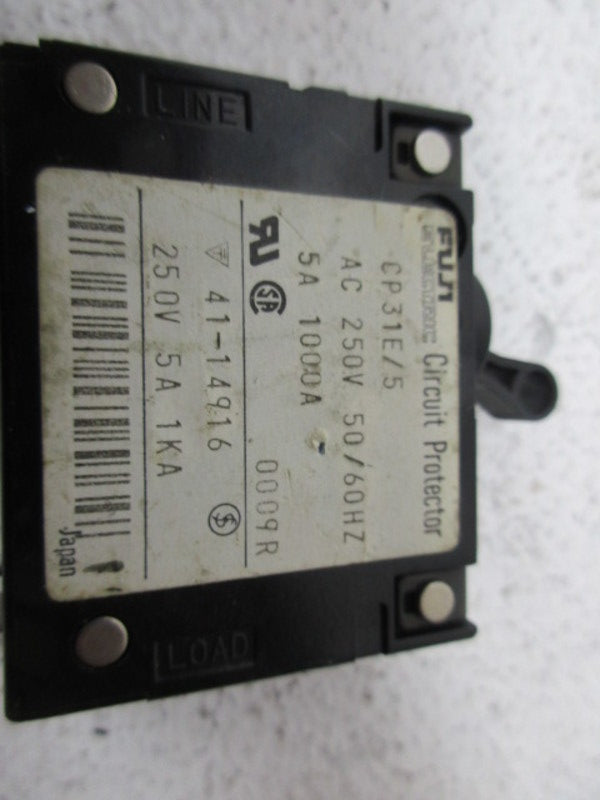 LINE
FUJI
Circuit Protector
CP31E/5
AC 250V 50/60HZ
5A 1000A
0009R
41-14916
250V 5A 1KA
Japan
LOAD